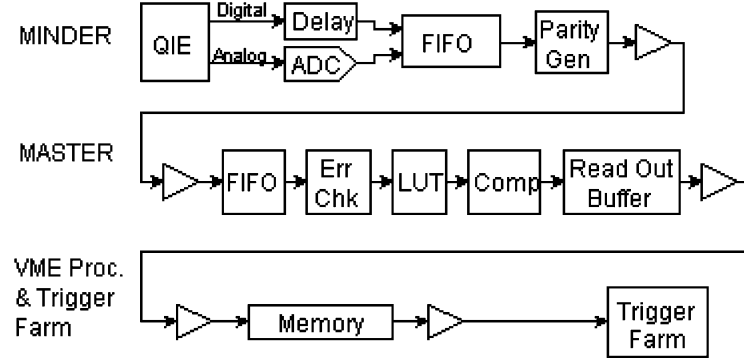 MINDER
QIE
Digital
Analog
Delay
ADC
FIFO
Parity
Gen
MASTER
FIFO
Err
Chk
LUT
Comp
Read Out
Buffer
VME Proc.
& Trigger
Farm
Memory
Trigger
Farm